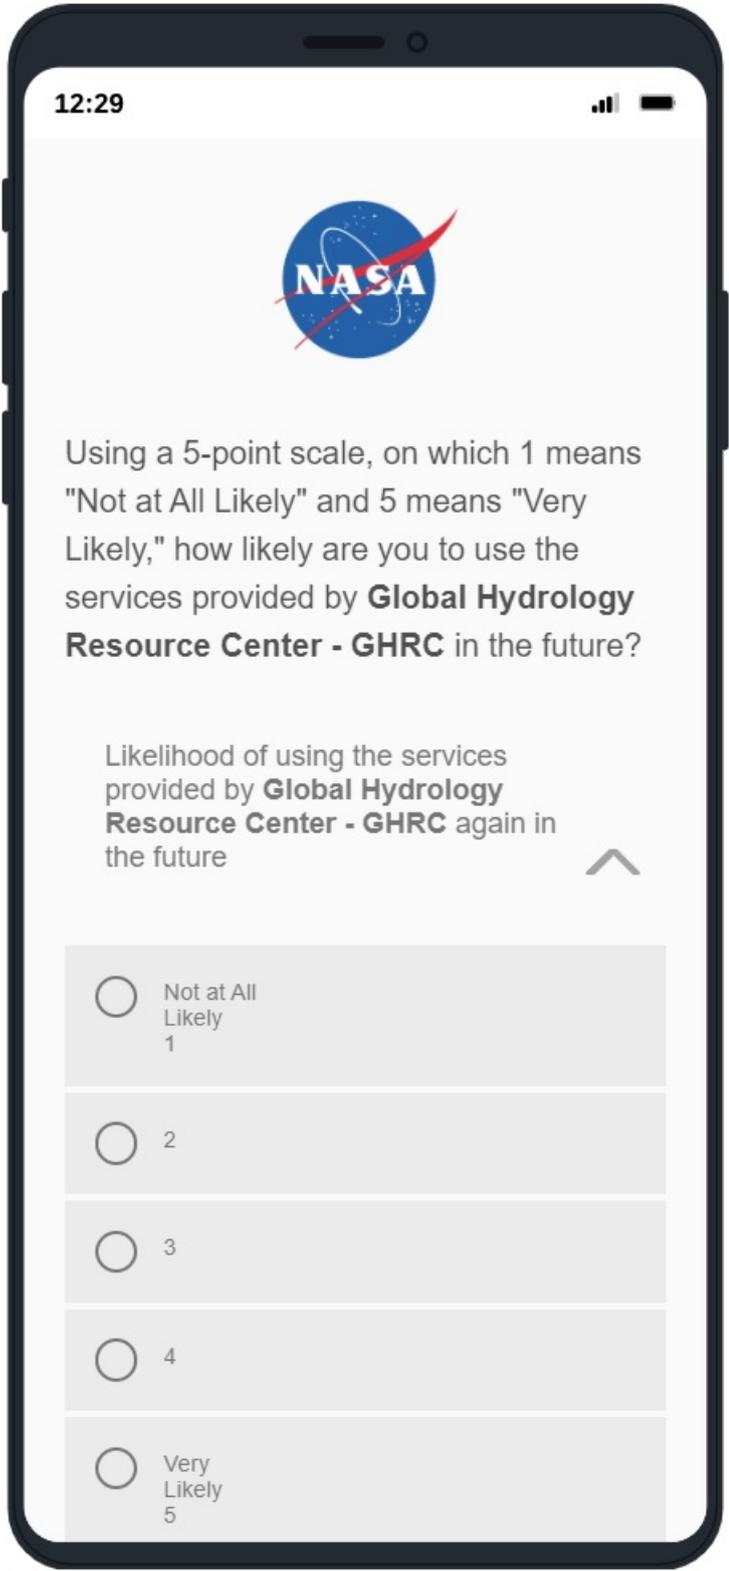 12:29
NASA
Using a 5-point scale, on which 1 means
"Not at All Likely" and 5 means "Very
Likely," how likely are you to use the
services provided by Global Hydrology
Resource Center - GHRC in the future?
Likelihood of using the services
provided by Global Hydrology
Resource Center - GHRC again in
the future
Not at All
Likely
1
2
3
4
Very
Likely
5